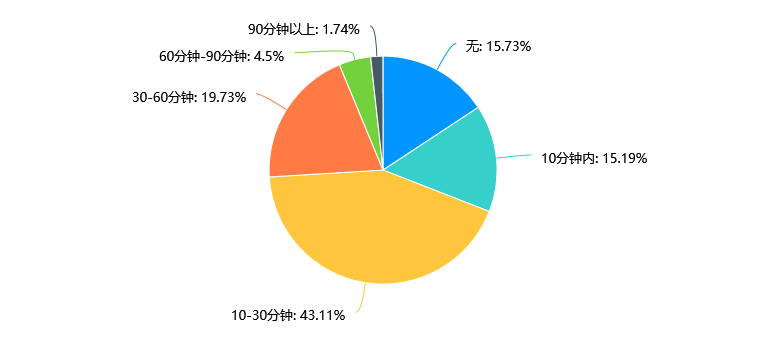 90分钟以上: 1.74%
无: 15.73%
60分钟-90分钟: 4.5%
30-60分钟: 19.73%
10分钟内: 15.19%
10-30分钟: 43.11%